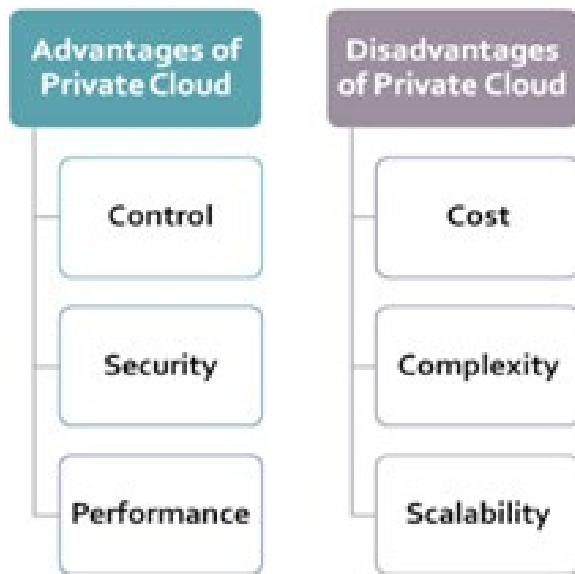 Advantages of
Private Cloud
Control
Security
Performance
Disadvantages
of Private Cloud
Cost
Complexity
Scalability